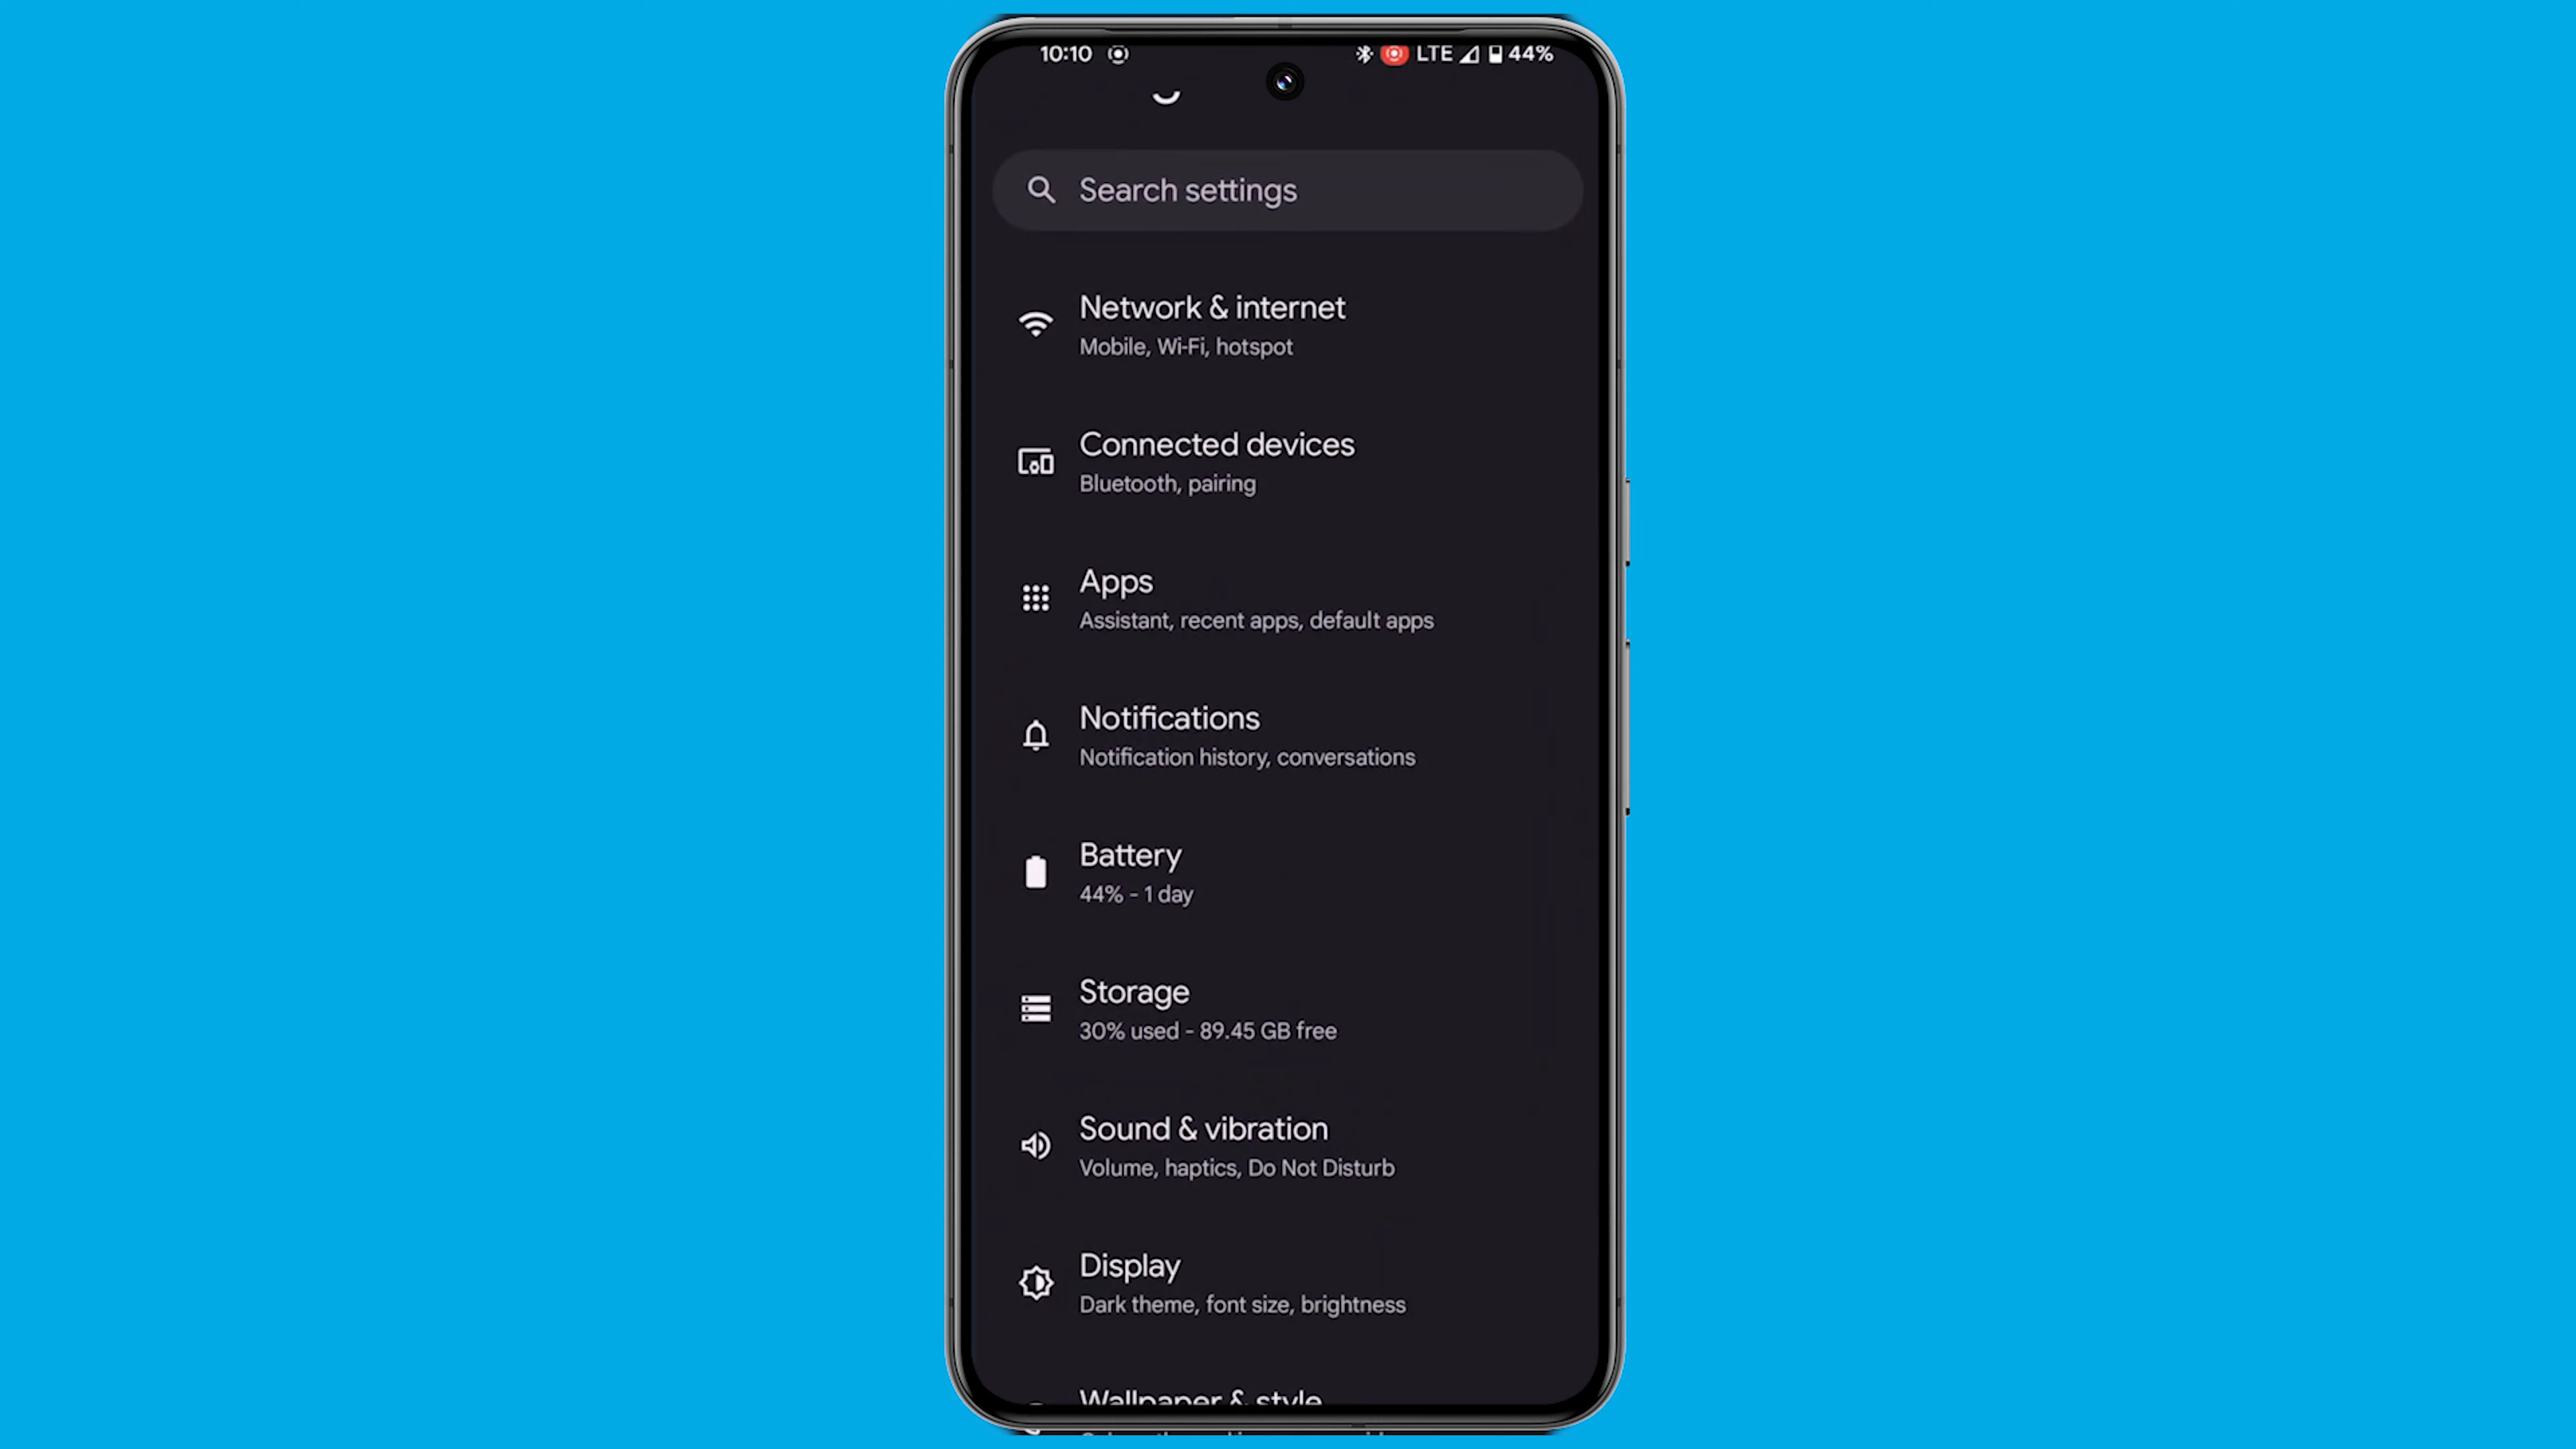 10:10 LTE 44%
Search settings
Network & internet
Mobile, Wi-Fi, hotspot
Connected devices
Bluetooth, pairing
Apps
Assistant, recent apps, default apps
Notifications
Notification history, conversations
Battery
44% - 1 day
Storage
30% used - 89.45 GB free
Sound & vibration
Volume, haptics, Do Not Disturb
Display
Dark theme, font size, brightness
Wallpaper & style